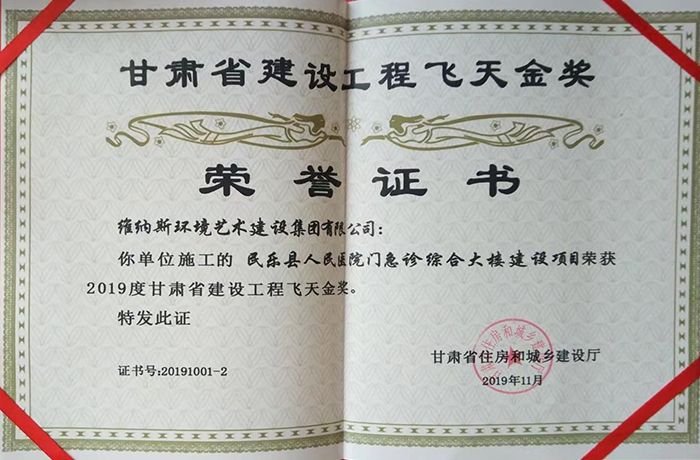 甘肃省建设工程飞天金奖
荣誉证书
维纳斯环境艺术建设集团有限公司：
你单位施工的 民乐县人民医院门急诊综合大楼建设项目荣获
2019度甘肃省建设工程飞天金奖。
特发此证
甘肃省住房和城乡建设厅
证书号:20191001-2
2019年11月